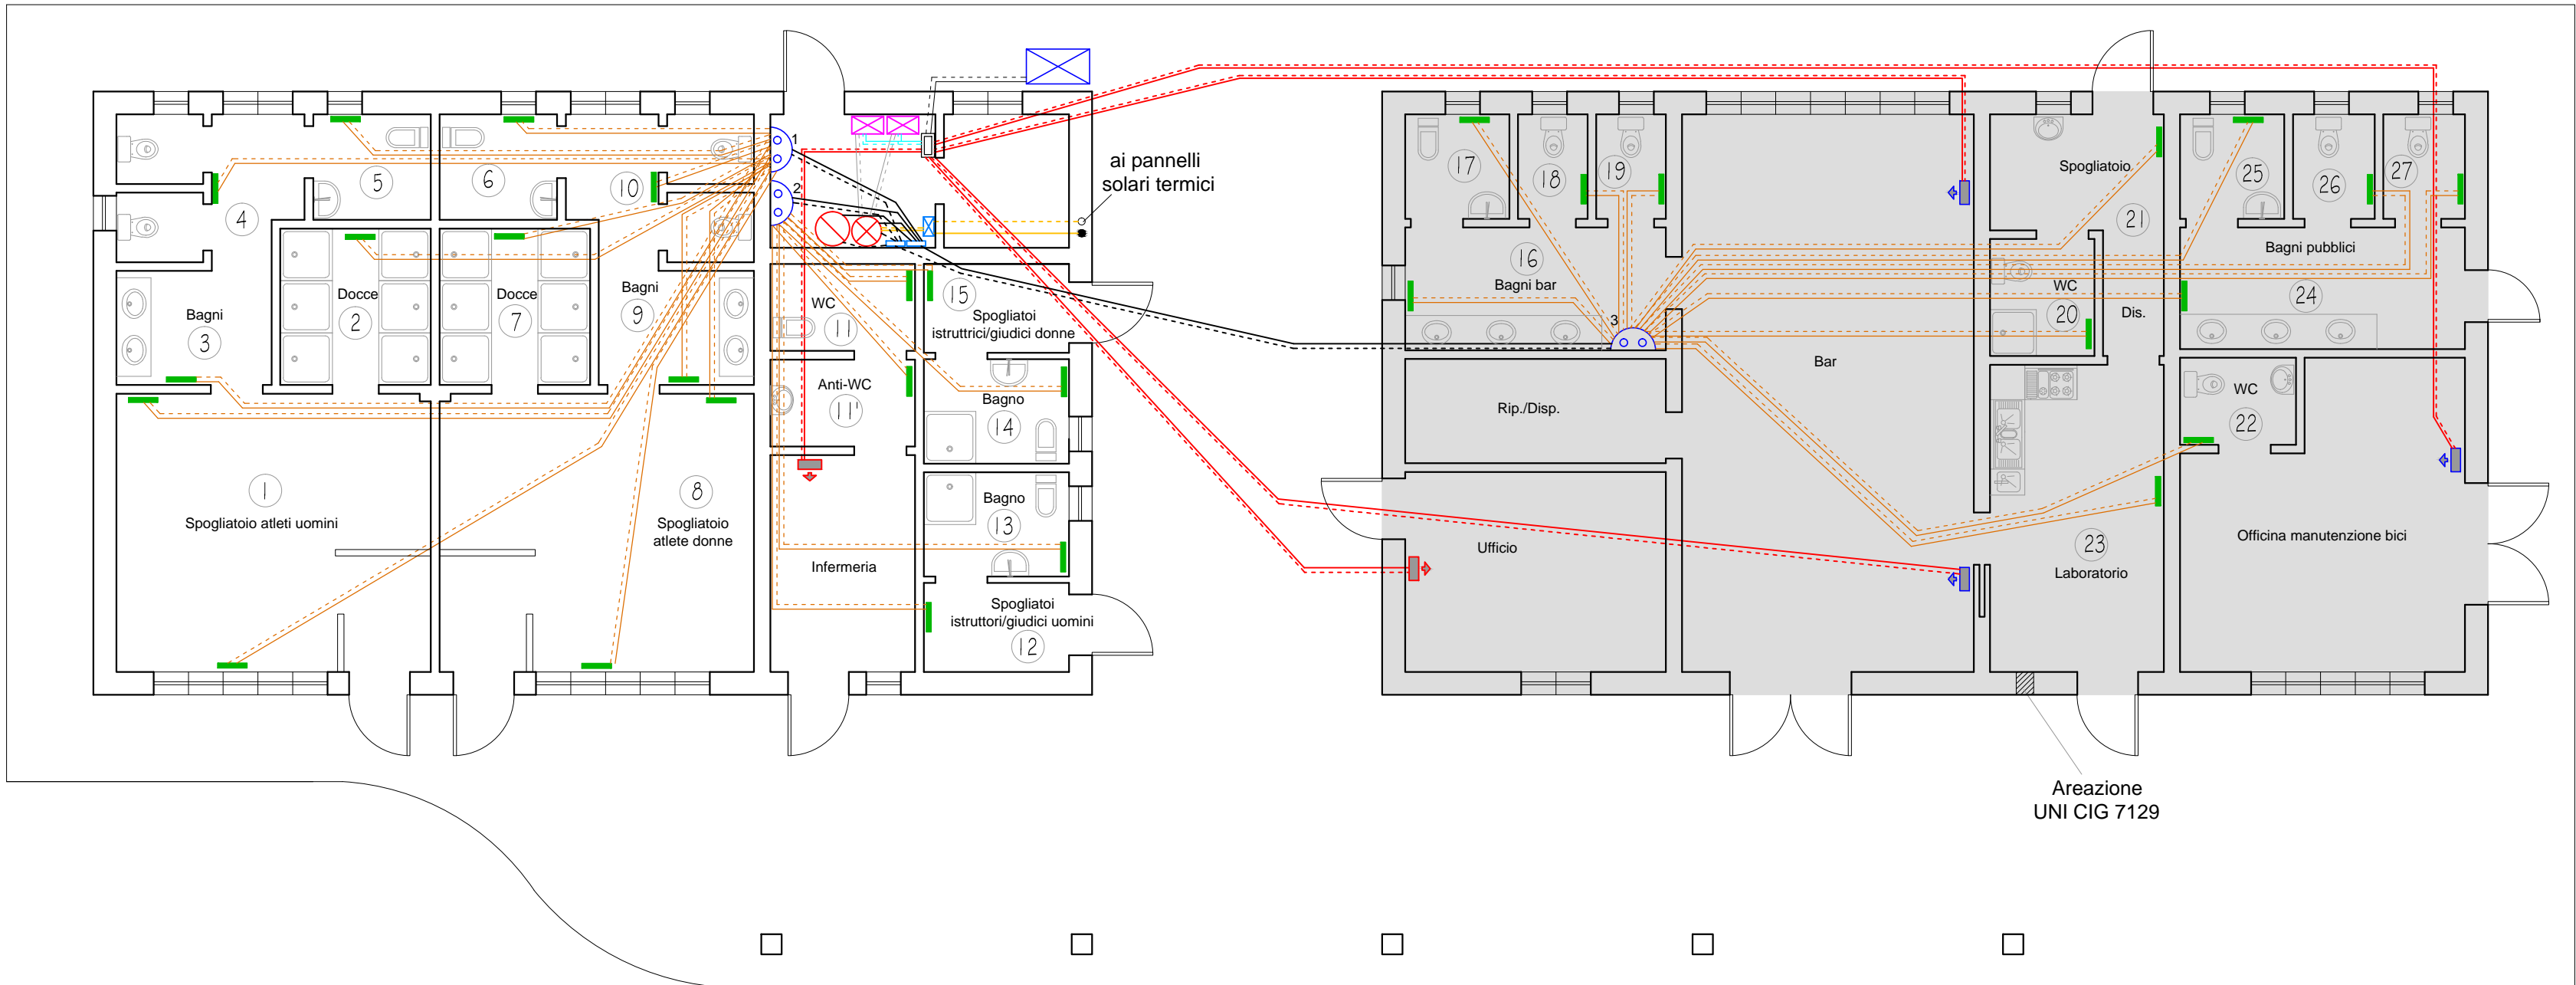 1
2
ai pannelli
solari termici
5
6
10
4
Docce
2
Docce
7
Bagni
9
Bagni
3
WC
11
15
Spogliatoi
istruttrici/giudici donne
Anti-WC
11'
Bagno
14
1
Spogliatoio atleti uomini
8
Spogliatoio
atlete donne
Bagno
13
Infermeria
Spogliatoi
istruttori/giudici uomini
12
17
18
19
Spogliatoio
21
25
26
27
Bagni pubblici
16
Bagni bar
WC
20
Dis.
24
3
Bar
Rip./Disp.
WC
22
Ufficio
23
Laboratorio
Officina manutenzione bici
Areazione
UNI CIG 7129